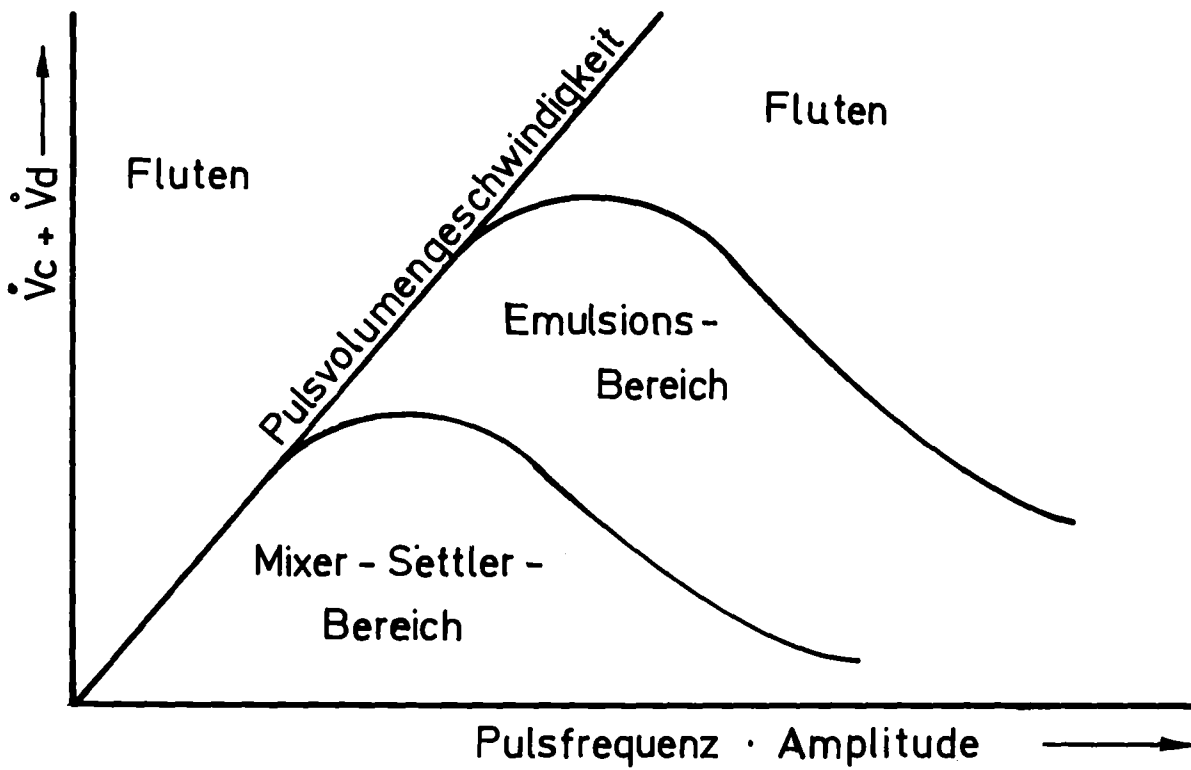 Fluten
Fluten
V̇c + V̇d
Pulsvolumengeschwindigkeit
Emulsions -
Bereich
Mixer - Settler -
Bereich
Pulsfrequenz · Amplitude